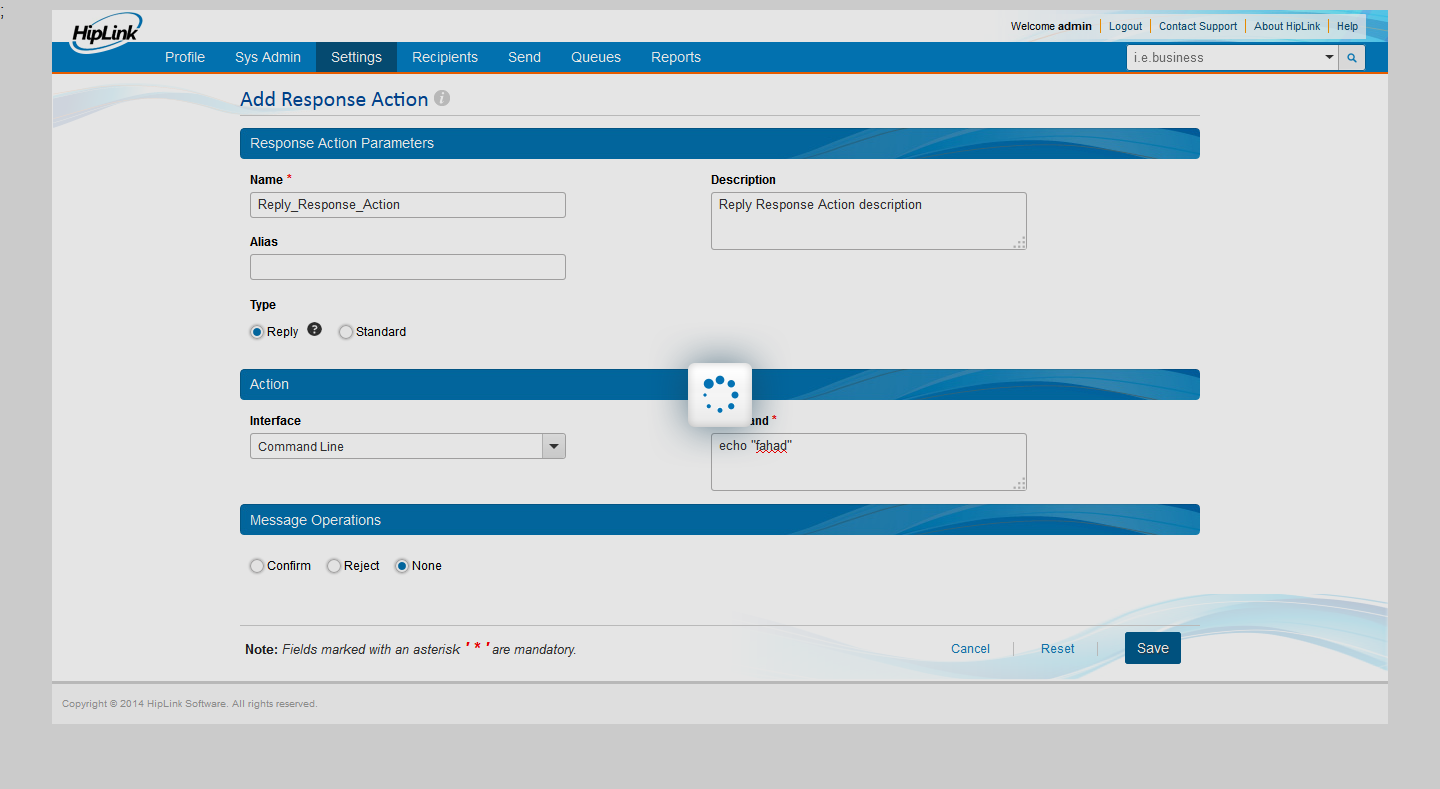 ;
HipLink
Welcome admin Logout Contact Support About HipLink Help
Profile Sys Admin Settings Recipients Send Queues Reports i.e.business
Add Response Action i
Response Action Parameters
Name * Description
Reply_Response_Action Reply Response Action description
Alias
Type
Reply ? Standard
Action
Interface and *
Command Line echo "fahad"
Message Operations
Confirm Reject None
Note: Fields marked with an asterisk ' * ' are mandatory. Cancel Reset Save
Copyright © 2014 HipLink Software. All rights reserved.